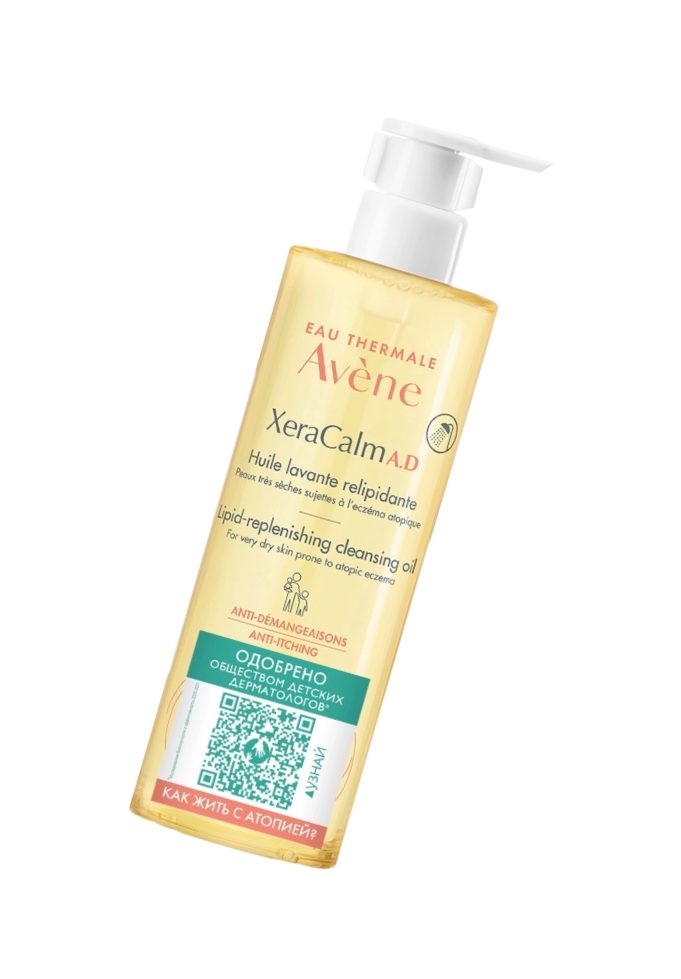 EAU THERMALE
Avène
XeraCalm A.D
Huile lavante relipidante
Peaux très sèches sujettes à l'eczéma atopique
Lipid-replenishing cleansing oil
For very dry skin prone to atopic eczema
ANTI-DÉMANGEAISONS
ANTI-ITCHING
ОДОБРЕНО
ОБЩЕСТВОМ ДЕТСКИХ
ДЕРМАТОЛОГОВ*
▲УЗНАЙ
КАК ЖИТЬ С АТОПИЕЙ?